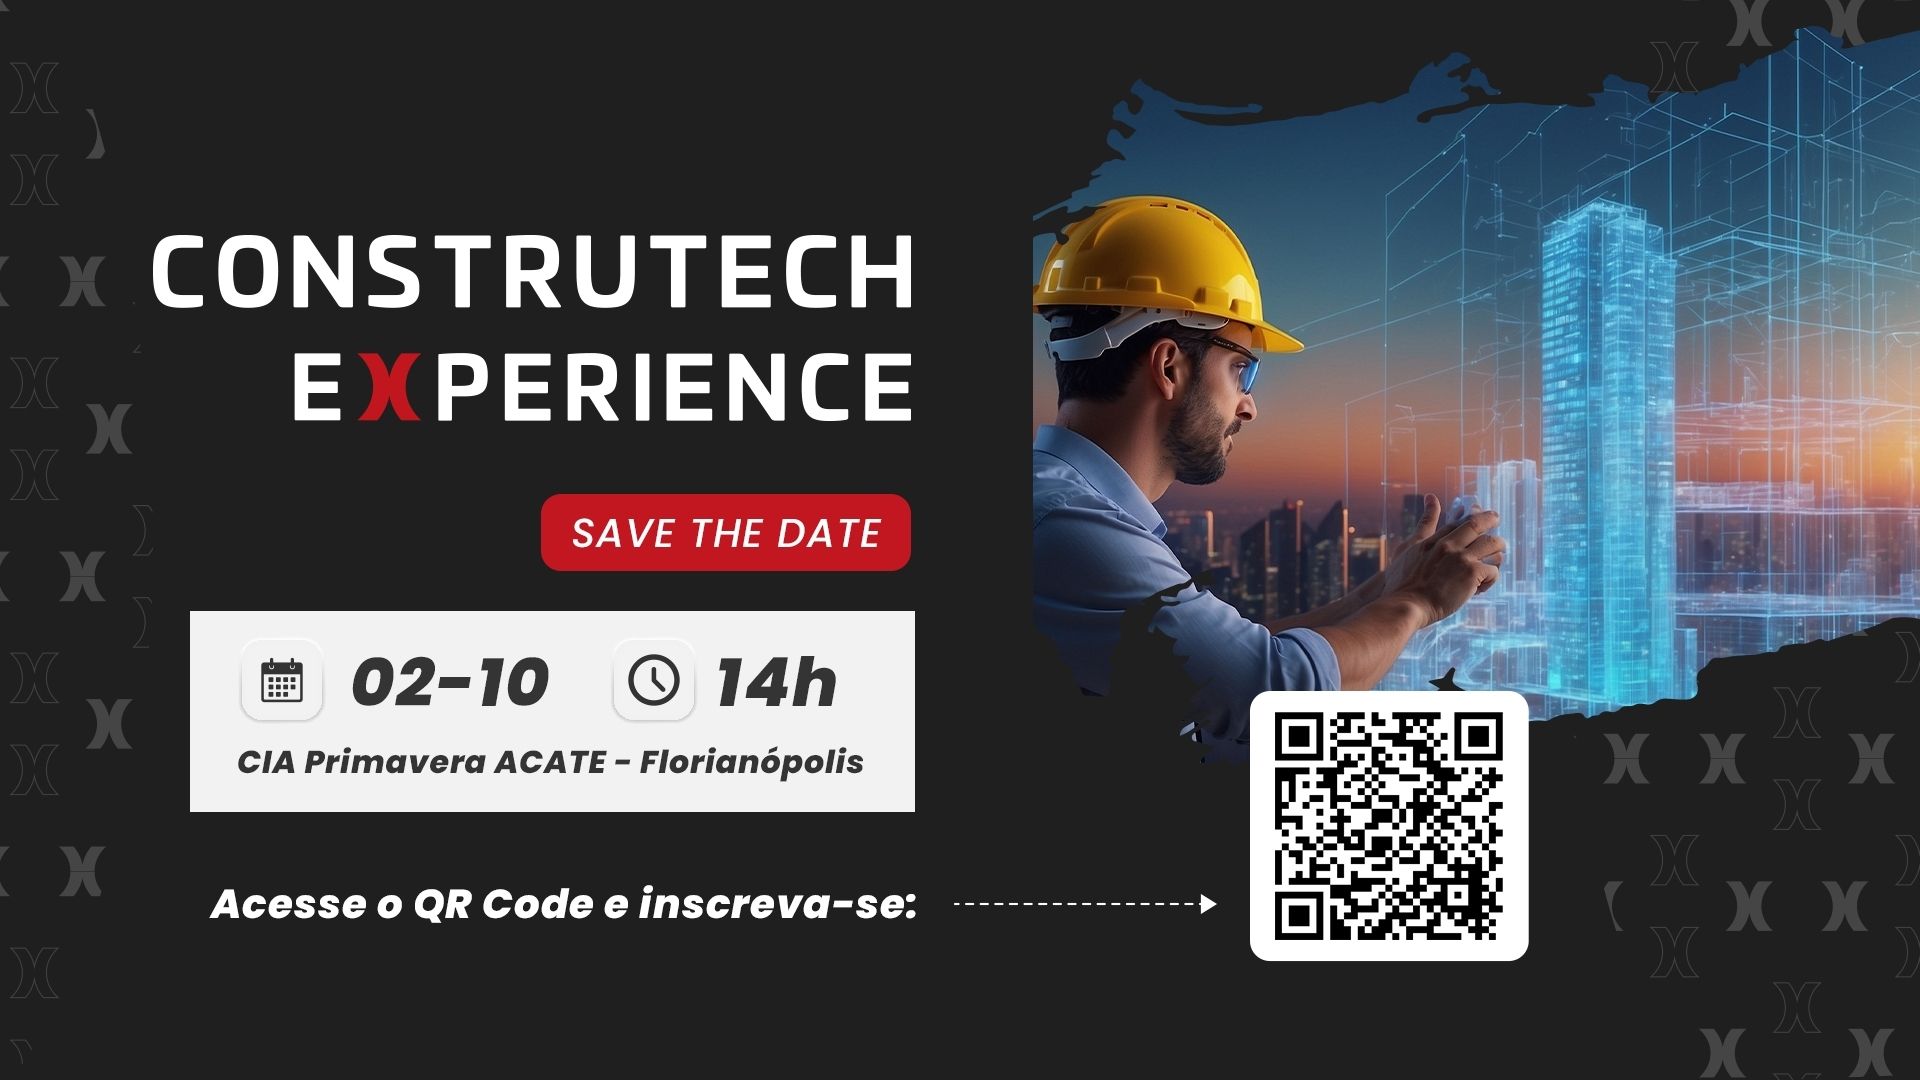 CONSTRUTECH
EXPERIENCE
SAVE THE DATE
02-10 14h
CIA Primavera ACATE - Florianópolis
Acesse o QR Code e inscreva-se: